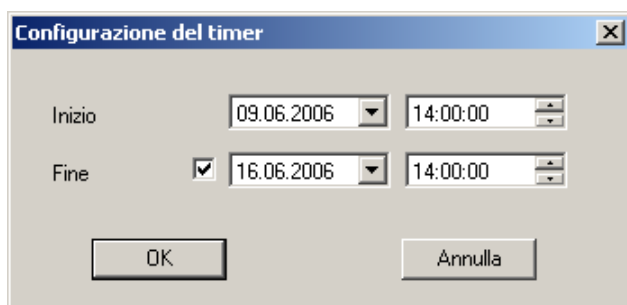 Configurazione del timer
Inizio 09.06.2006 14:00:00
Fine 16.06.2006 14:00:00
OK Annulla